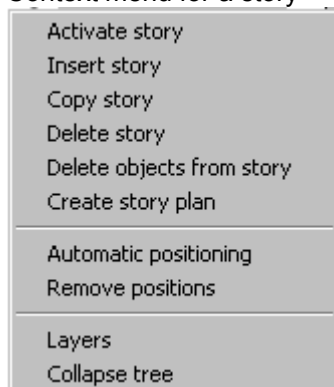 Context menu for a story
Activate story
Insert story
Copy story
Delete story
Delete objects from story
Create story plan
Automatic positioning
Remove positions
Layers
Collapse tree